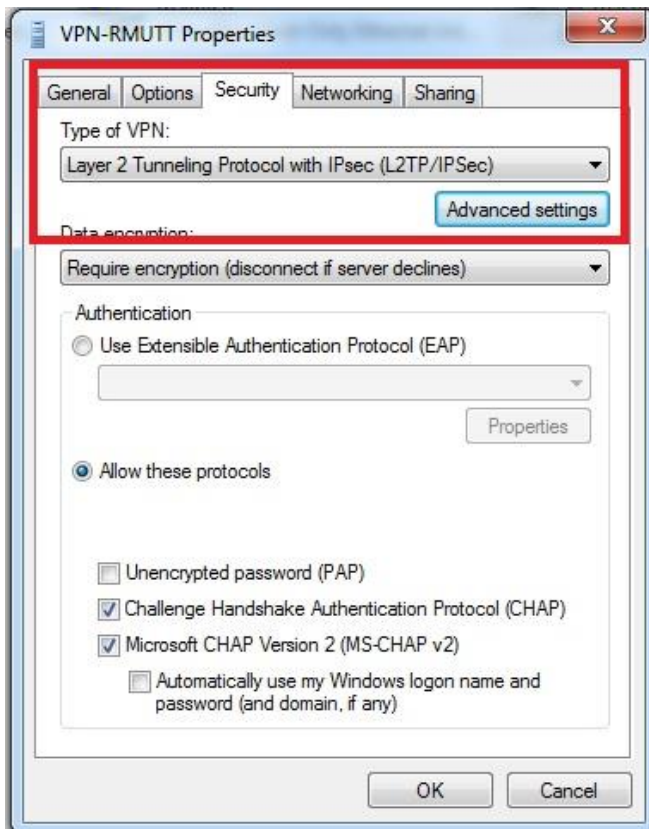 VPN-RMUTT Properties
General Options Security Networking Sharing
Type of VPN:
Layer 2 Tunneling Protocol with IPsec (L2TP/IPSec)
Advanced settings
Data encryption:
Require encryption (disconnect if server declines)
Authentication
Use Extensible Authentication Protocol (EAP)
Properties
Allow these protocols
Unencrypted password (PAP)
Challenge Handshake Authentication Protocol (CHAP)
Microsoft CHAP Version 2 (MS-CHAP v2)
Automatically use my Windows logon name and
password (and domain, if any)
OK Cancel